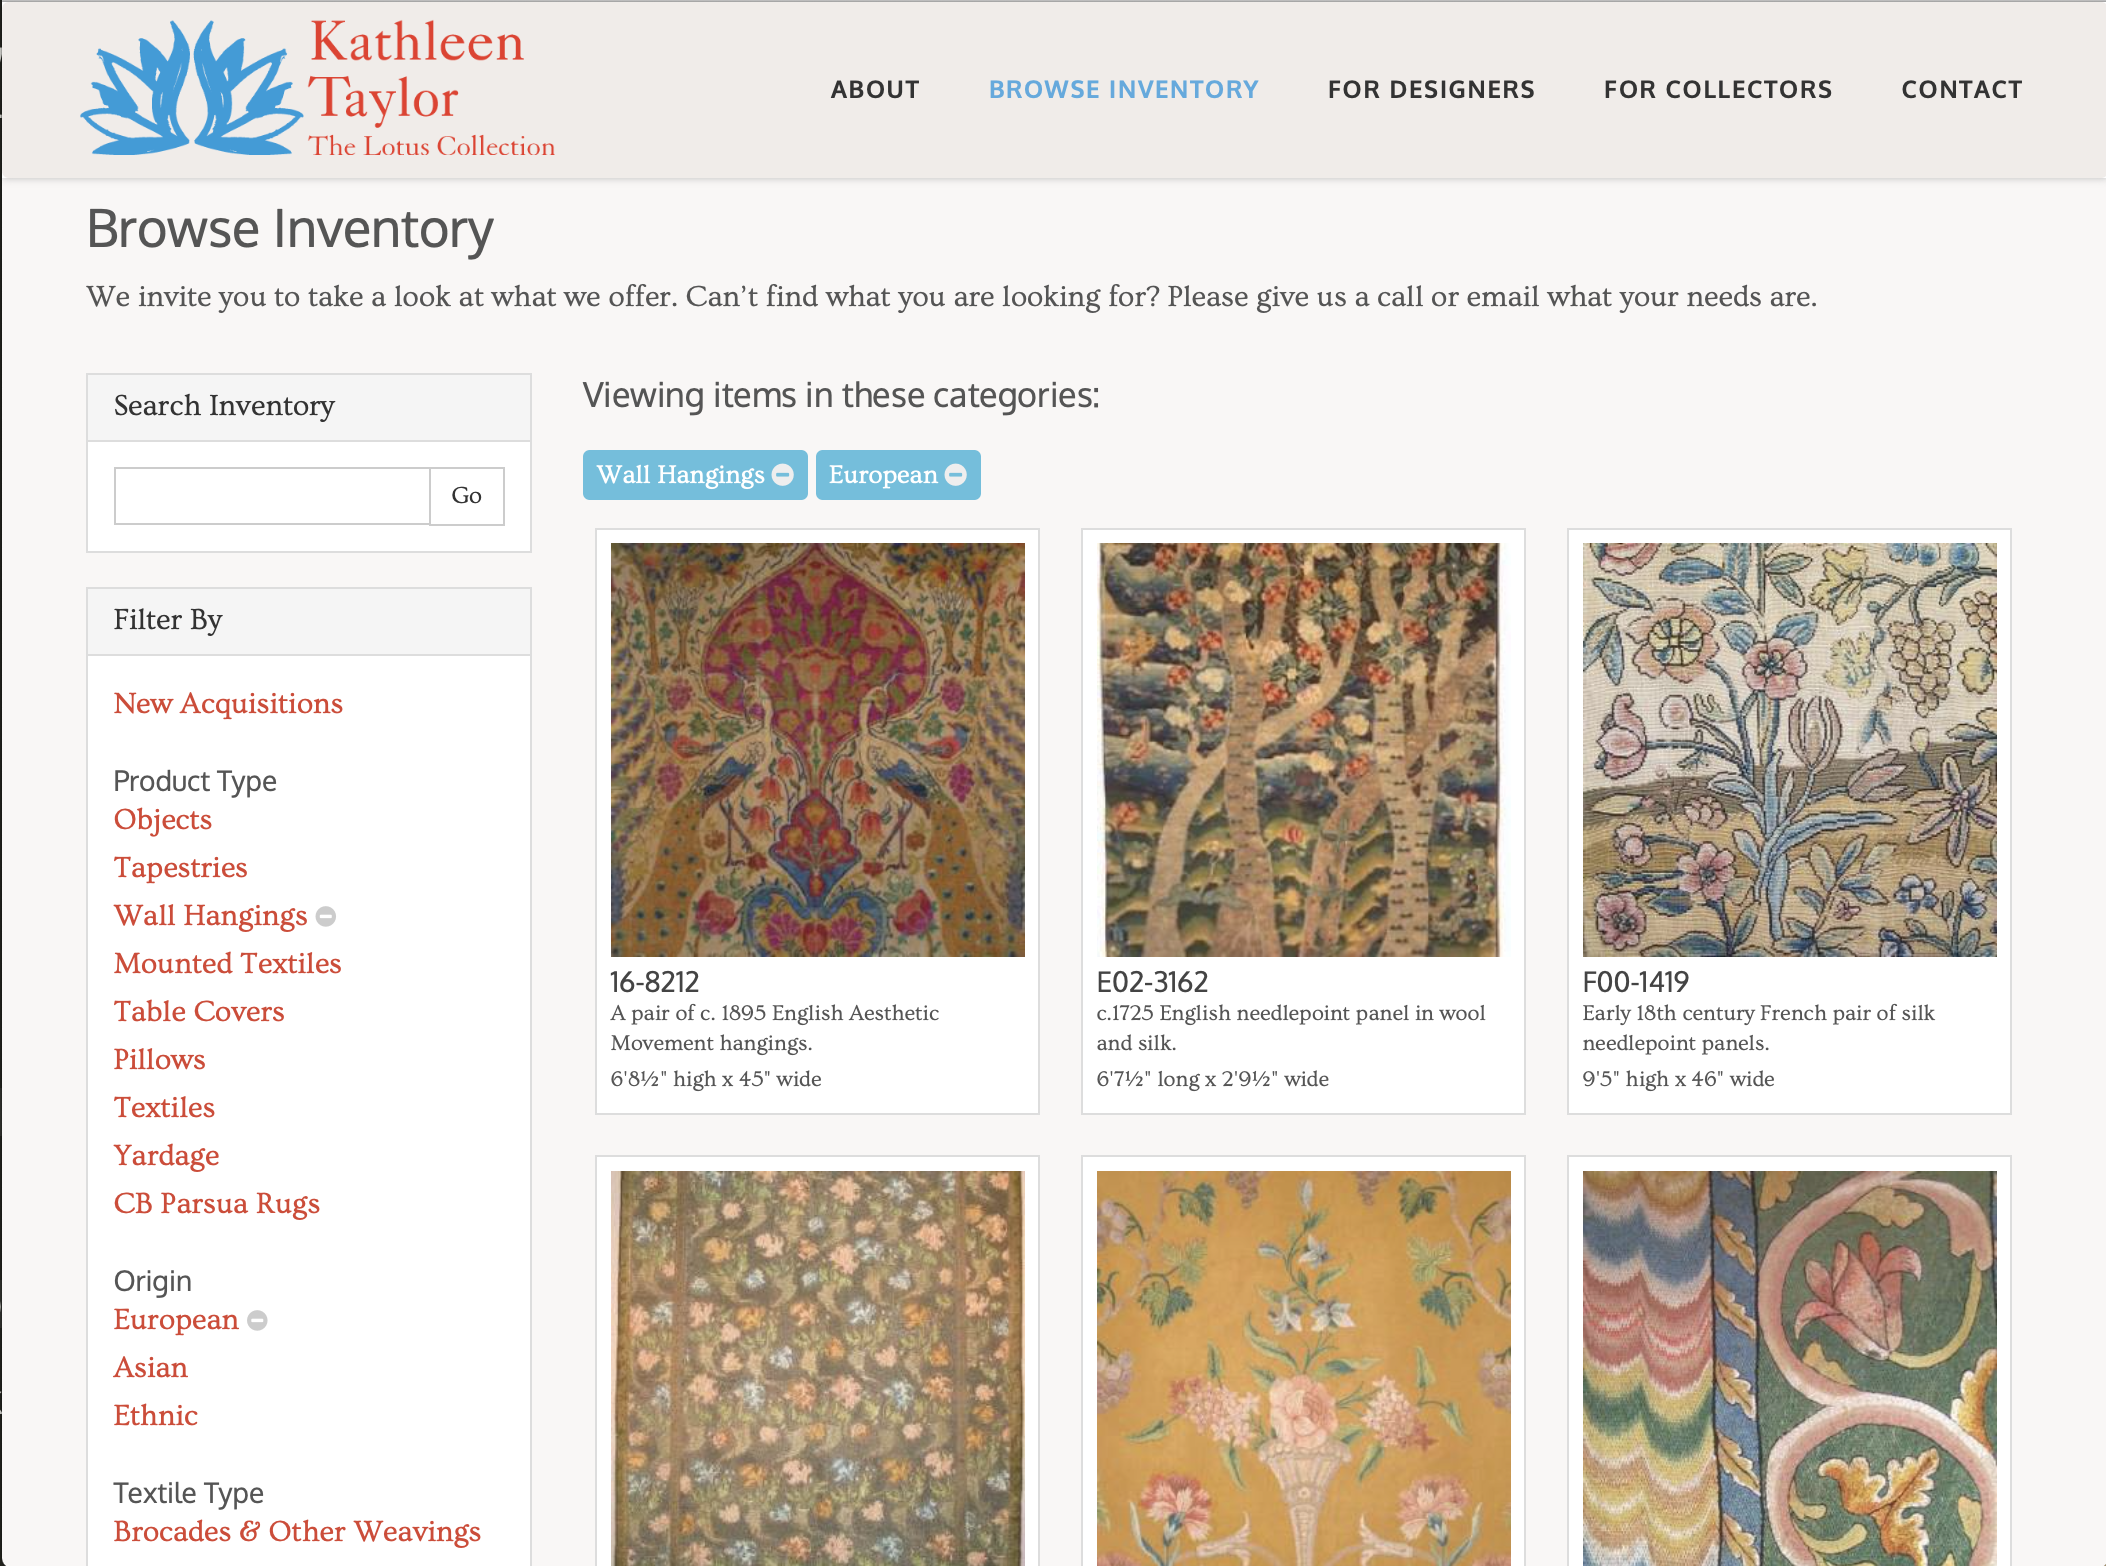 Kathleen
Taylor
The Lotus Collection
ABOUT
BROWSE INVENTORY
FOR DESIGNERS
FOR COLLECTORS
CONTACT
Browse Inventory
We invite you to take a look at what we offer. Can’t find what you are looking for? Please give us a call or email what your needs are.
Search Inventory
Go
Filter By
New Acquisitions
Product Type
Objects
Tapestries
Wall Hangings
Mounted Textiles
Table Covers
Pillows
Textiles
Yardage
CB Parsua Rugs
Origin
European
Asian
Ethnic
Textile Type
Brocades & Other Weavings
Viewing items in these categories:
Wall Hangings
European
16-8212
A pair of c. 1895 English Aesthetic
Movement hangings.
6'8½" high x 45" wide
E02-3162
c.1725 English needlepoint panel in wool
and silk.
6'7½" long x 2'9½" wide
F00-1419
Early 18th century French pair of silk
needlepoint panels.
9'5" high x 46" wide